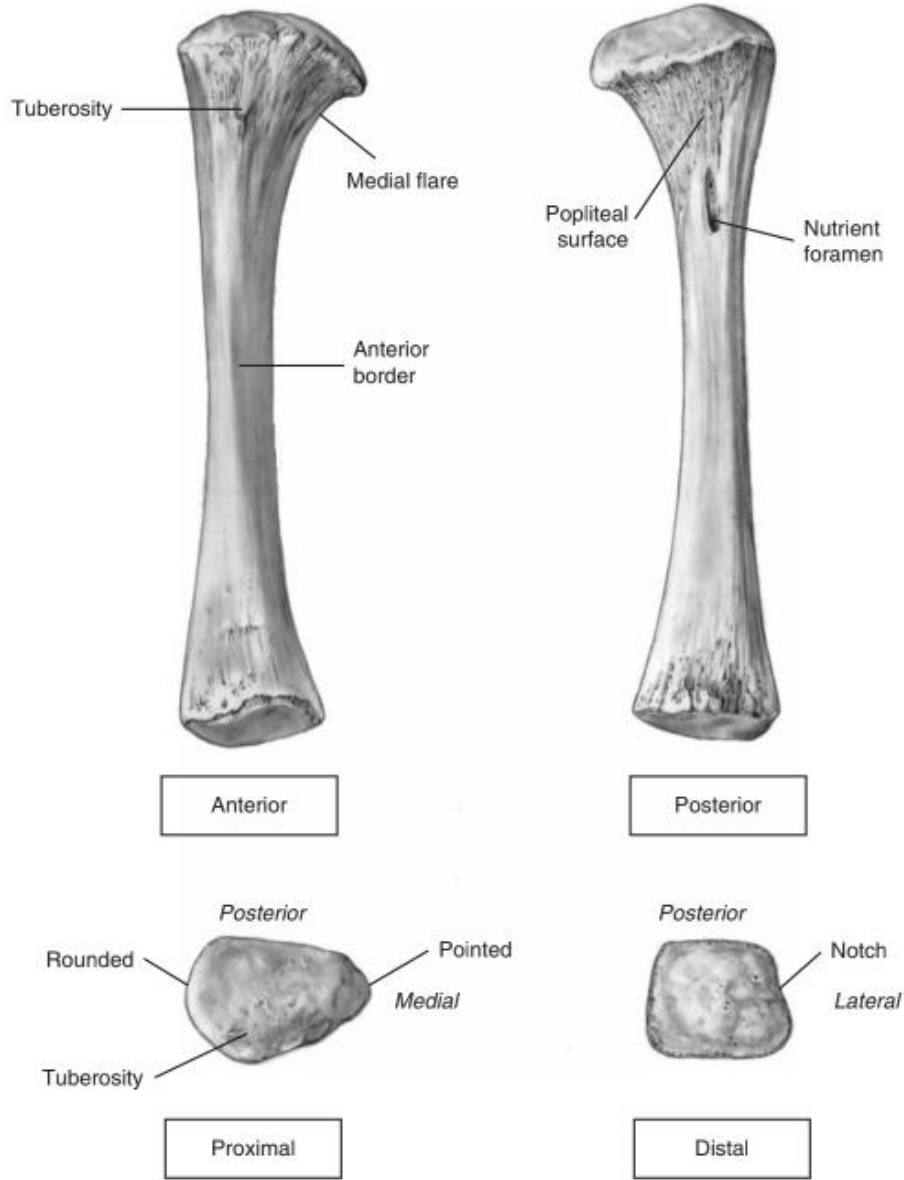 Tuberosity
Medial flare
Popliteal
surface
Nutrient
foramen
Anterior
border
Anterior
Posterior
Posterior
Posterior
Rounded
Pointed
Notch
Medial
Lateral
Tuberosity
Proximal
Distal